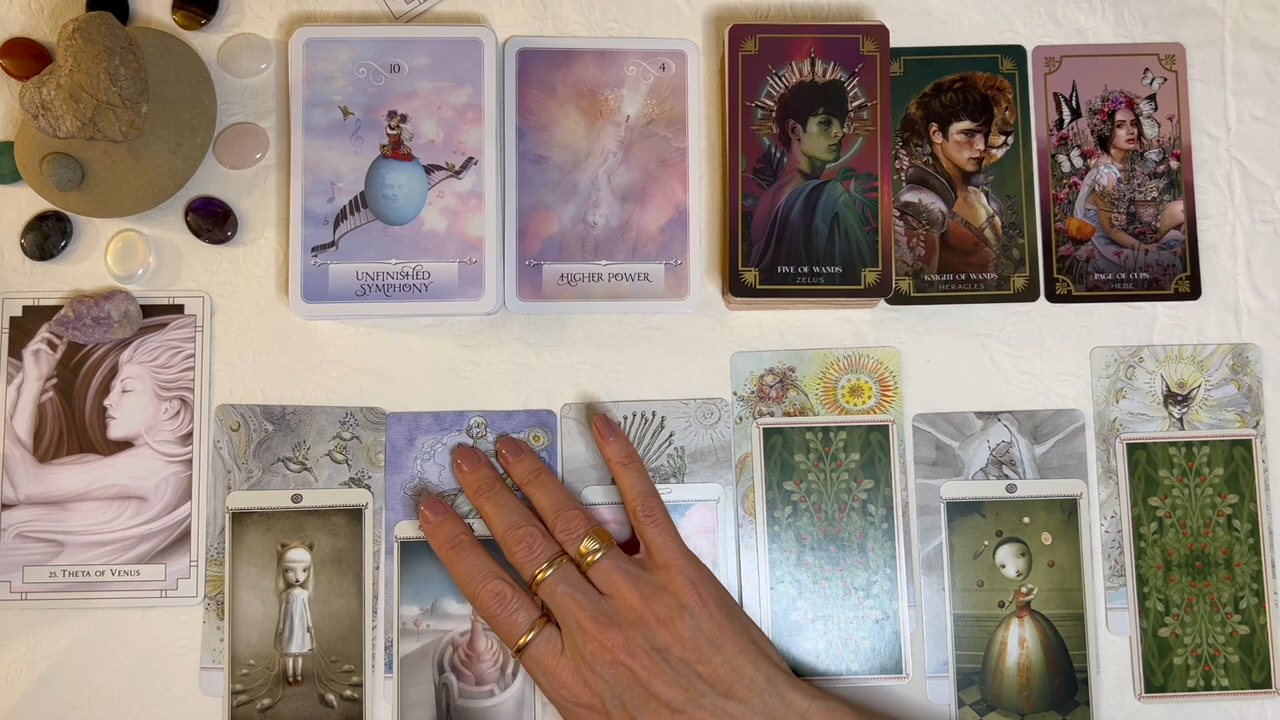 10
UNFINISHED
SYMPHONY
4
HIGHER POWER
FIVE OF WANDS
ZELUS
KNIGHT OF WANDS
HERACLES
PAGE OF CUPS
HEBE
25. THETA OF VENUS
X